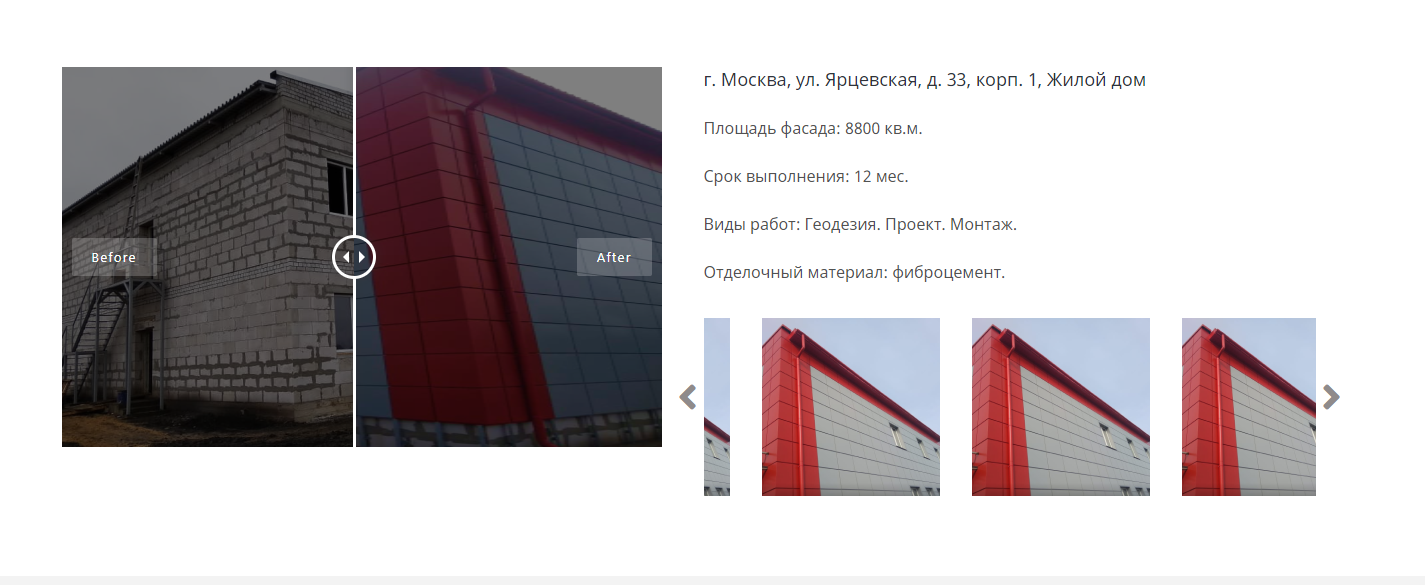 Before
After
г. Москва, ул. Ярцевская, д. 33, корп. 1, Жилой дом
Площадь фасада: 8800 кв.м.
Срок выполнения: 12 мес.
Виды работ: Геодезия. Проект. Монтаж.
Отделочный материал: фиброцемент.